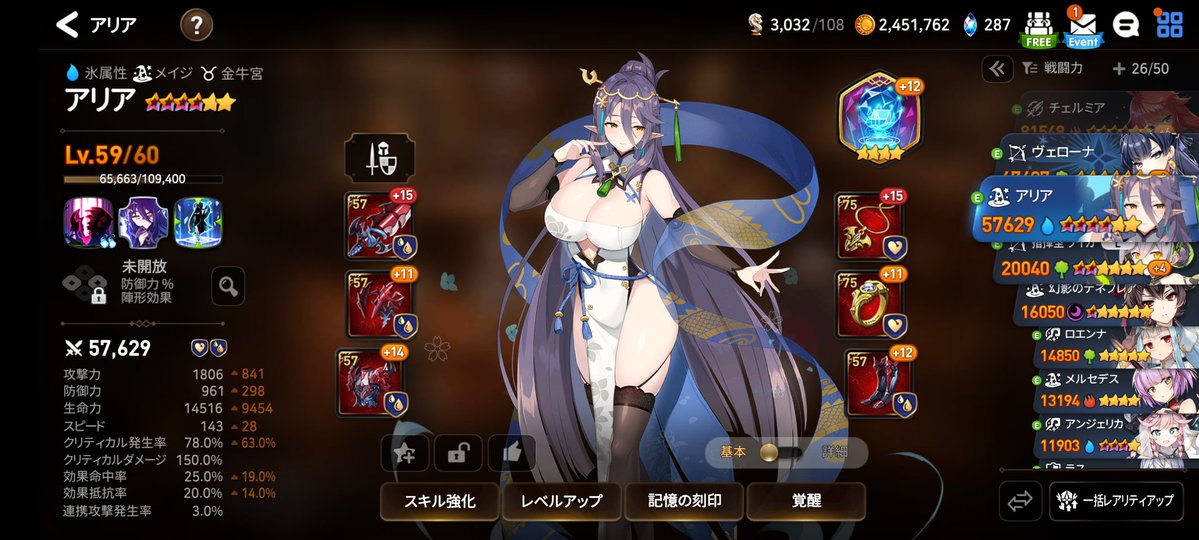 アリア
?
3,032/108
2,451,762
287
FREE
1
Event
氷属性 メイジ 金牛宮
アリア
Lv.59/60
65,663/109,400
未開放
防御力%
陣形効果
57,629
攻撃力 1806 841
防御力 961 298
生命力 14516 9454
スピード 143 28
クリティカル発生率 78.0% 63.0%
クリティカルダメージ 150.0%
効果命中率 25.0% 19.0%
効果抵抗率 20.0% 14.0%
連携攻撃発生率 3.0%
57 +15
57 +11
57 +14
+12
75 +15
75 +11
57 +12
基本 詳細
スキル強化
レベルアップ
記憶の刻印
覚醒
戦闘力
26/50
E チェルミア
81548
E ヴェローナ
E アリア
57629
E
20040 +4
幻影のテネブリア
16050
E ロエンナ
14850
E メルセデス
13194
E アンジェリカ
11903
E
一括レアリティアップ